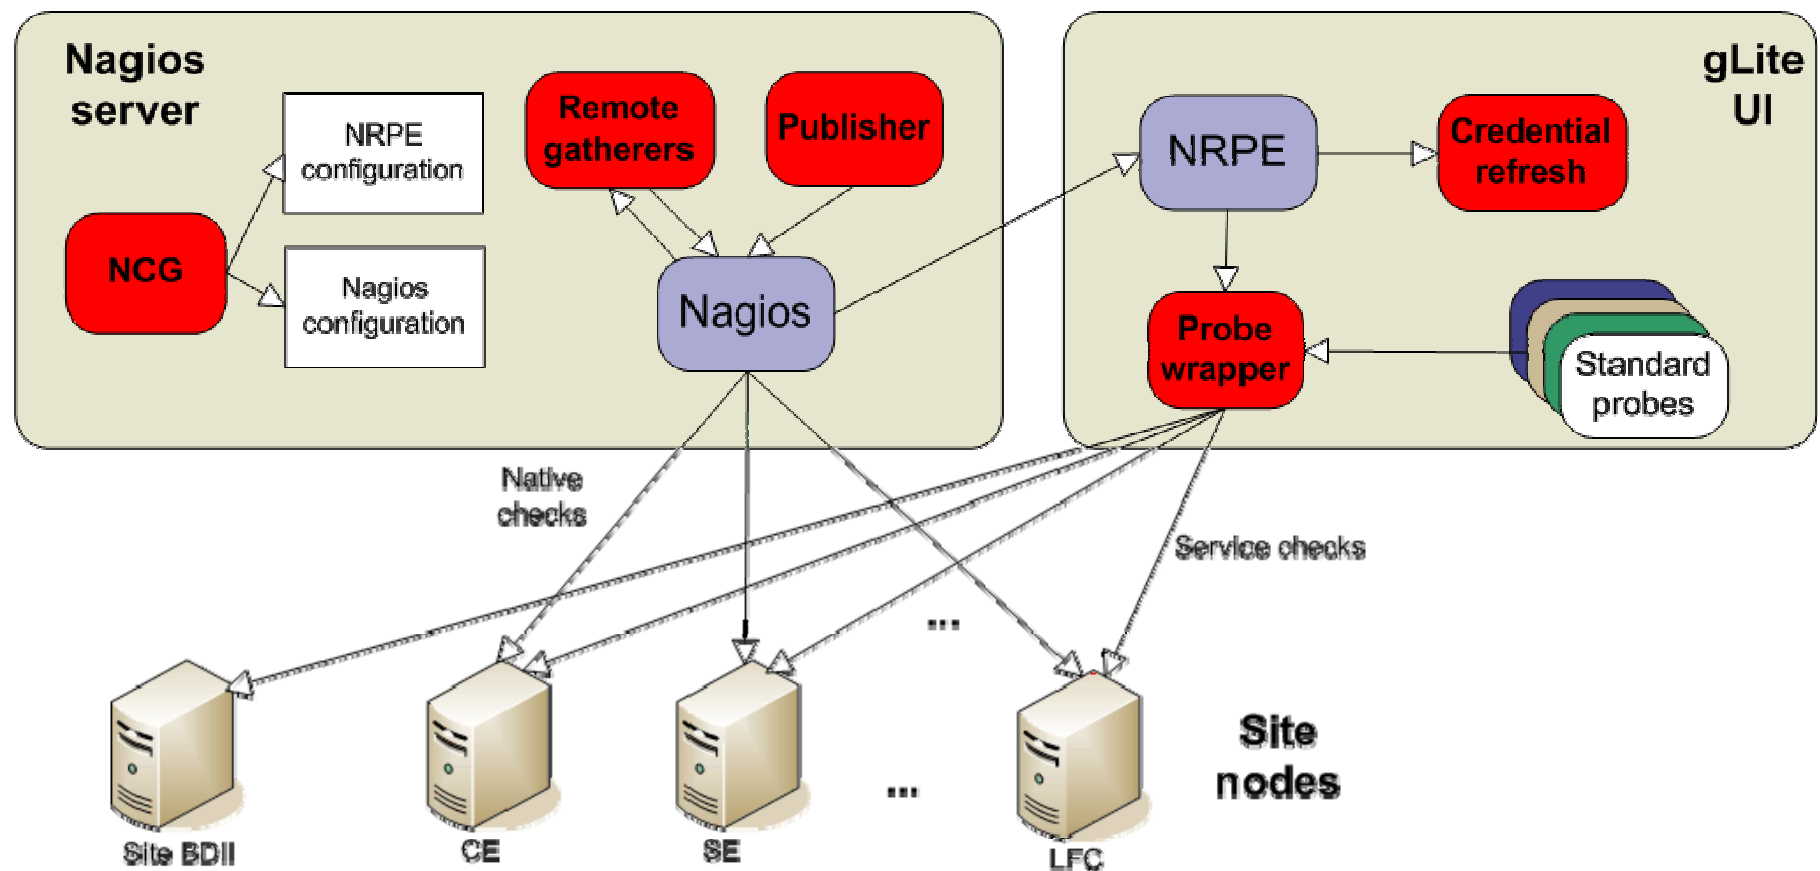 Nagios
server
NRPE
configuration
Nagios
configuration
NCG
Remote
gatherers
Publisher
Nagios
gLite
UI
NRPE
Credential
refresh
Probe
wrapper
Standard
probes
Native
checks
Service checks
...
...
Site
nodes
Site BDII
CE
SE
LFC